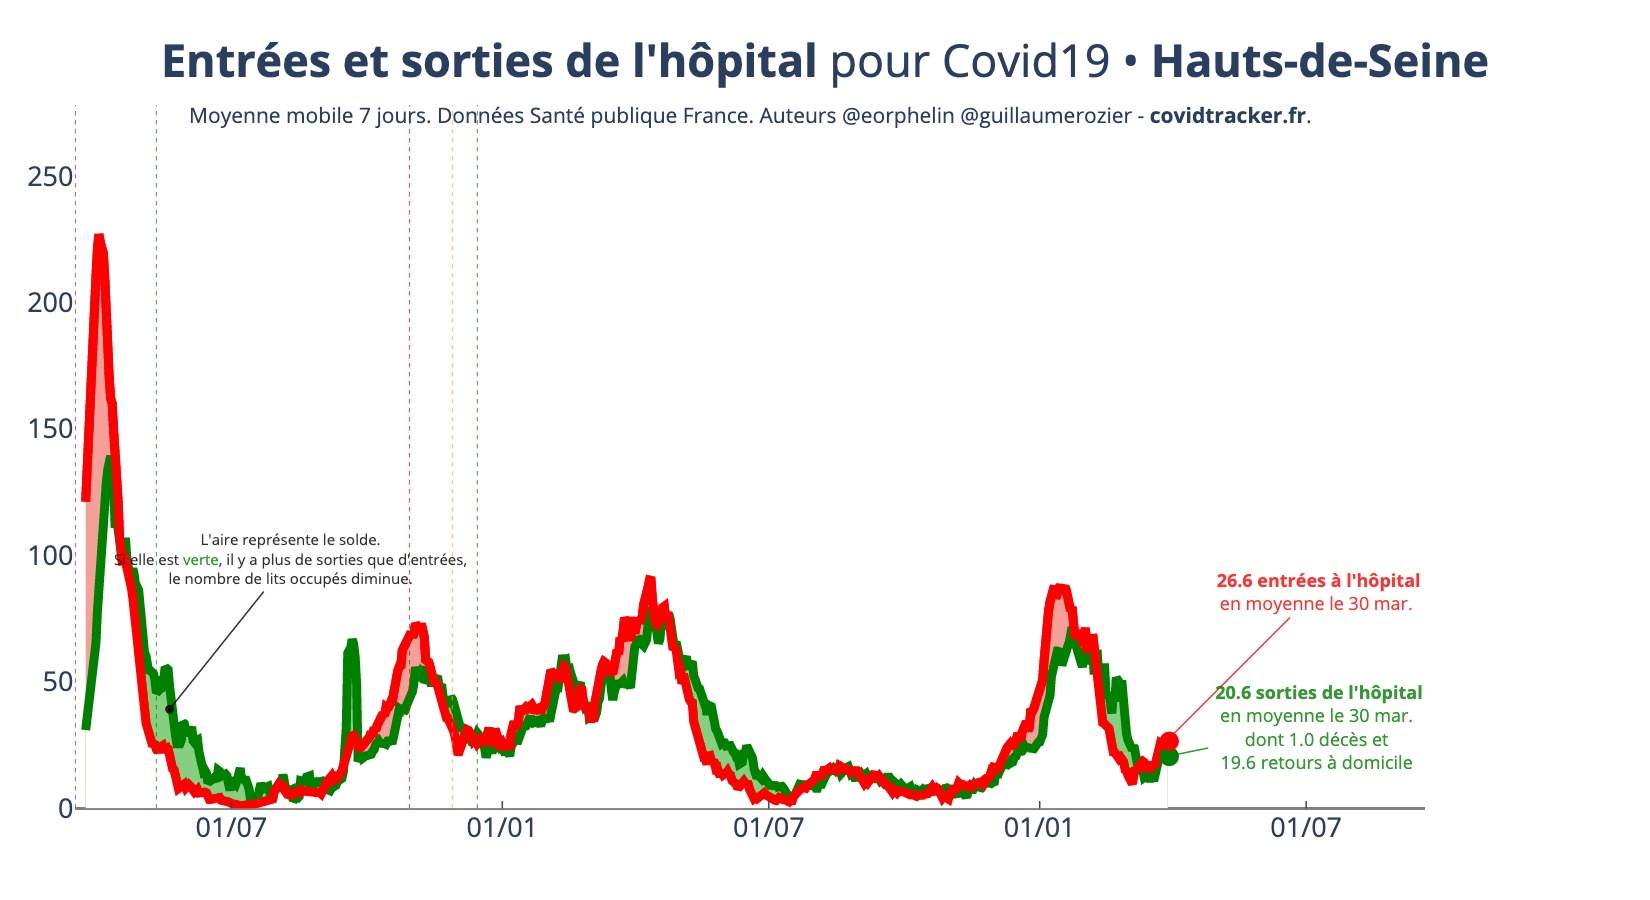 Entrées et sorties de l'hôpital pour Covid19 • Hauts-de-Seine
Moyenne mobile 7 jours. Données Santé publique France. Auteurs @eorphelin @guillaumerozier - covidtracker.fr.
250
200
150
100
50
0
L'aire représente le solde.
Si elle est verte, il y a plus de sorties que d'entrées,
le nombre de lits occupés diminue.
26.6 entrées à l'hôpital
en moyenne le 30 mar.
20.6 sorties de l'hôpital
en moyenne le 30 mar.
dont 1.0 décès et
19.6 retours à domicile
01/07
01/01
01/07
01/01
01/07